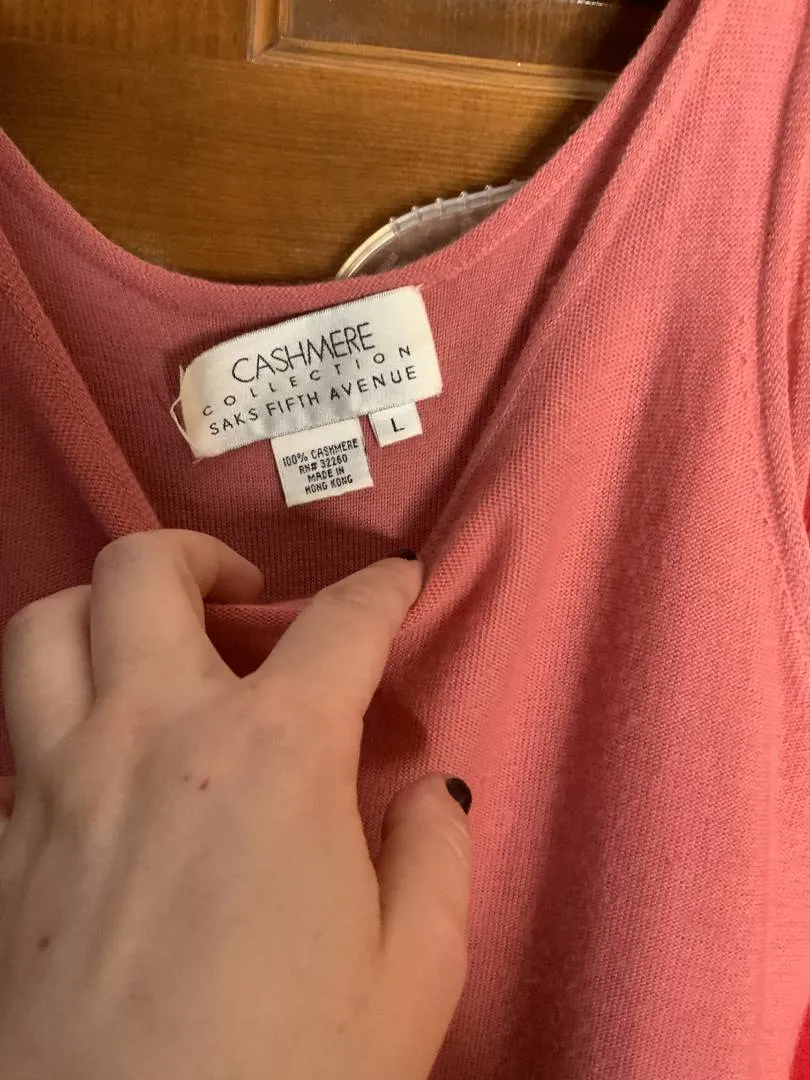 CASHMERE
COLLECTION
SAKS FIFTH AVENUE
L
100% CASHMERE
RN# 32260
MADE IN
HONG KONG